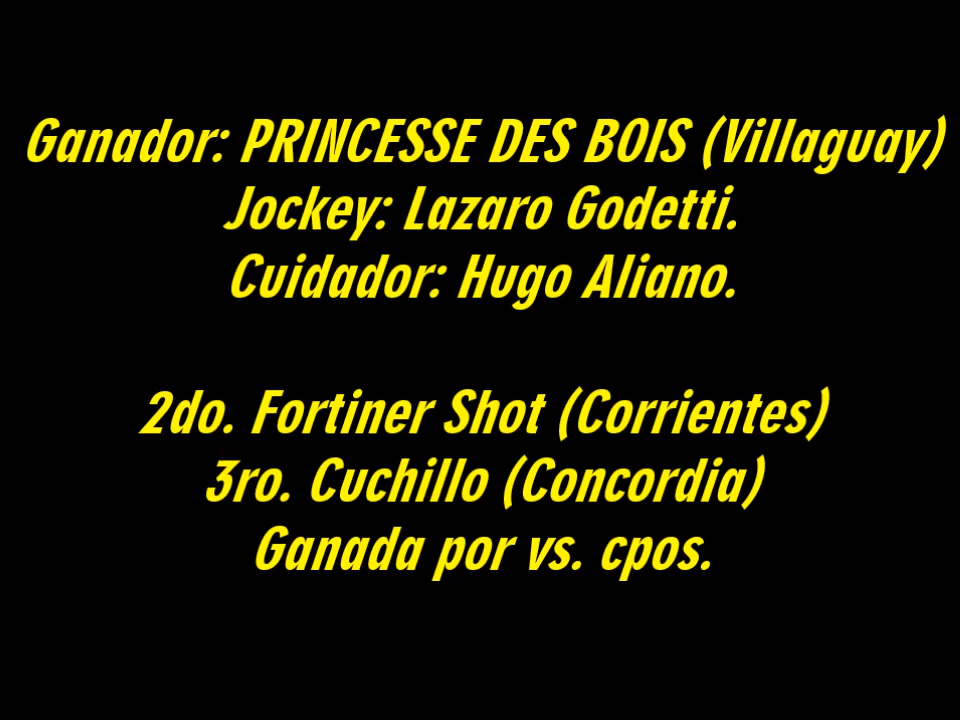 Ganador: PRINCESSE DES BOIS (Villaguay)
Jockey: Lazaro Godetti.
Cuidador: Hugo Aliano.
2do. Fortiner Shot (Corrientes)
3ro. Cuchillo (Concordia)
Ganada por vs. cpos.